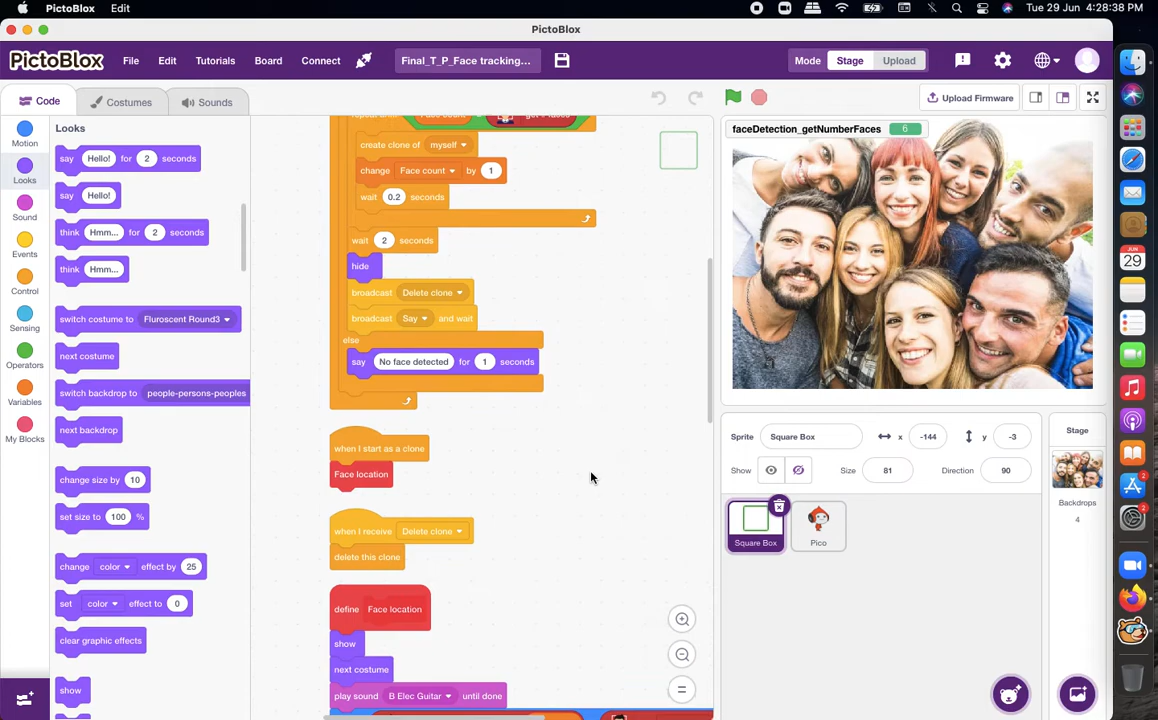 PictoBlox Edit Tue 29 Jun 4:28:38 PM
PictoBlox
PictoBlox File Edit Tutorials Board Connect Final_T_P_Face tracking... Mode Stage Upload
Code Costumes Sounds Upload Firmware
Motion
Looks
Sound
Events
Control
Sensing
Operators
Variables
My Blocks
Looks
say Hello! for 2 seconds
say Hello!
think Hmm... for 2 seconds
think Hmm...
switch costume to Fluroscent Round3
next costume
switch backdrop to people-persons-peoples
next backdrop
change size by 10
set size to 100 %
change color effect by 25
set color effect to 0
clear graphic effects
show
create clone of myself
change Face count by 1
wait 0.2 seconds
wait 2 seconds
hide
broadcast Delete clone
broadcast Say and wait
else
say No face detected for 1 seconds
when I start as a clone
Face location
when I receive Delete clone
delete this clone
define Face location
show
next costume
play sound B Elec Guitar until done
faceDetection_getNumberFaces 6
Sprite Square Box x -144 y -3
Show Size 81 Direction 90
Square Box
Pico
Stage
Backdrops
4
JUN
29
2
2